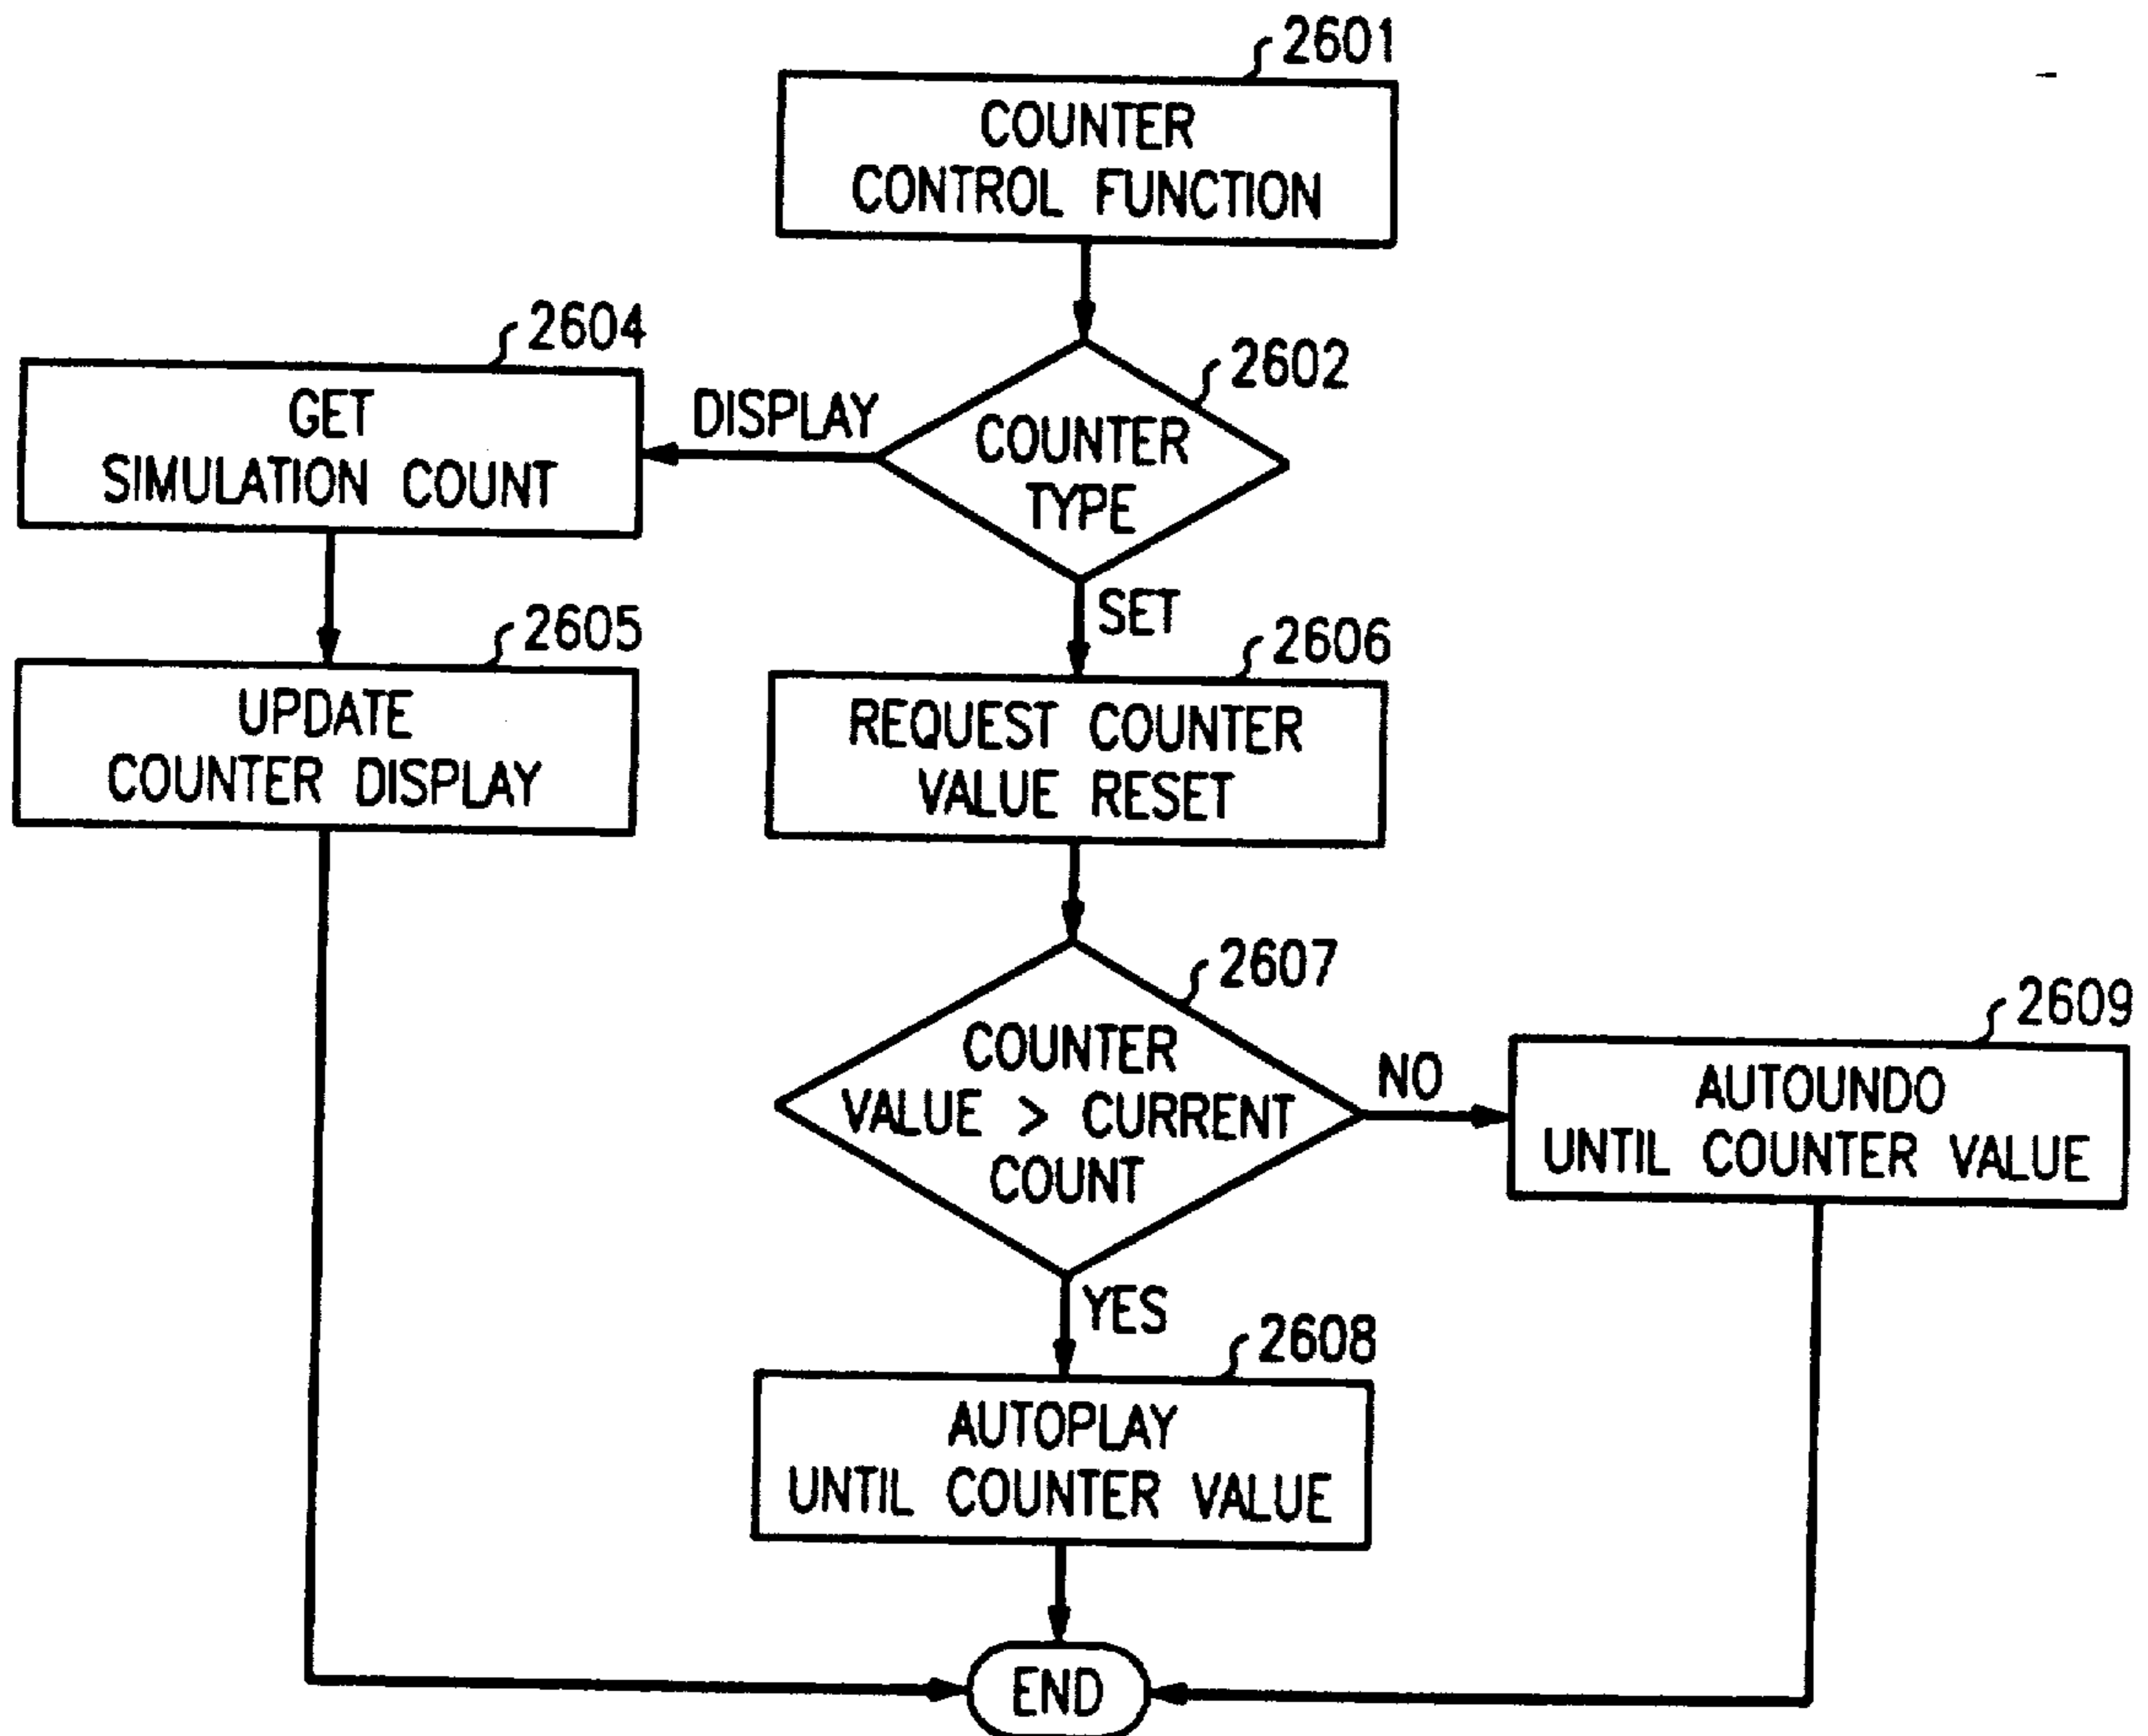 2601
COUNTER
CONTROL FUNCTION
2604
2602
GET
SIMULATION COUNT
DISPLAY
COUNTER
TYPE
SET
2605
UPDATE
COUNTER DISPLAY
2606
REQUEST COUNTER
VALUE RESET
2607
COUNTER
VALUE > CURRENT
COUNT
NO
2609
AUTOUNDO
UNTIL COUNTER VALUE
YES
2608
AUTOPLAY
UNTIL COUNTER VALUE
END